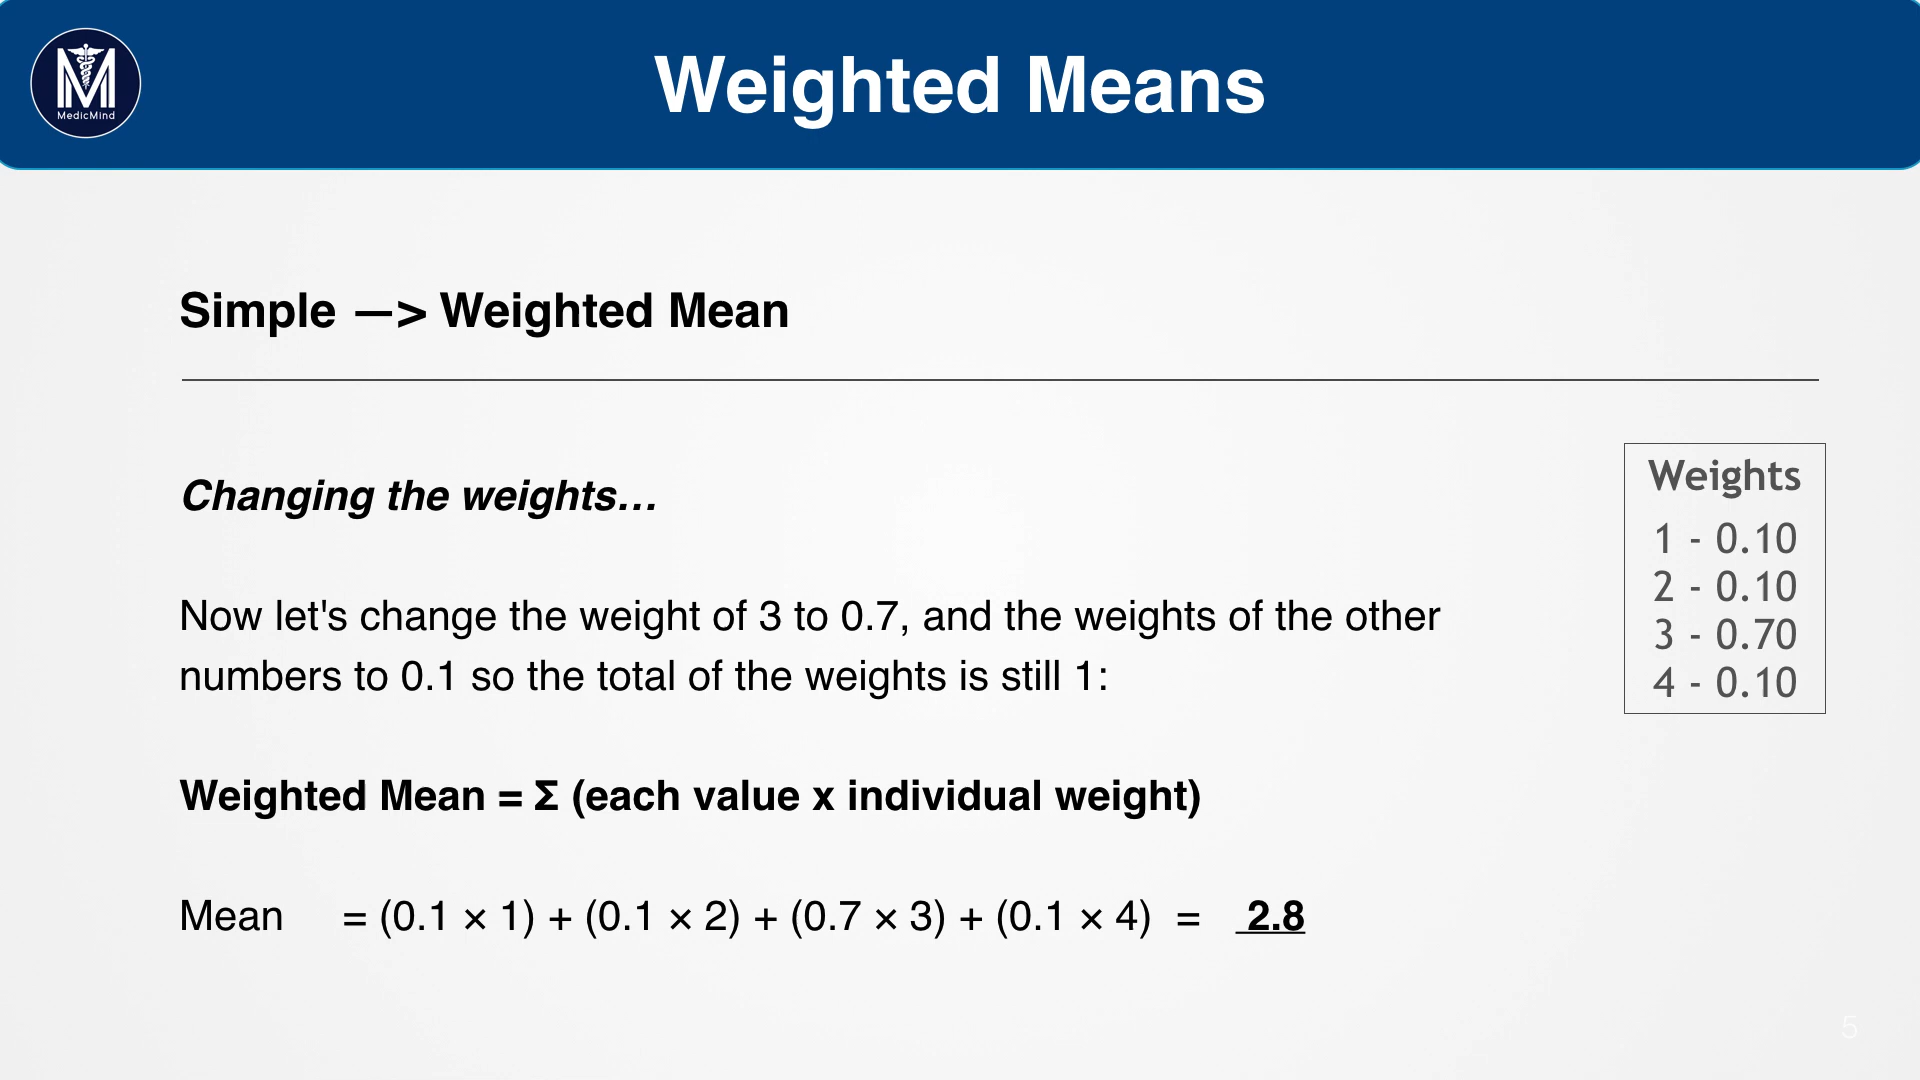 MedicMind
Weighted Means
Simple —> Weighted Mean
Changing the weights…
Now let's change the weight of 3 to 0.7, and the weights of the other
numbers to 0.1 so the total of the weights is still 1:
Weights
1 - 0.10
2 - 0.10
3 - 0.70
4 - 0.10
Weighted Mean = Σ (each value x individual weight)
Mean = (0.1 × 1) + (0.1 × 2) + (0.7 × 3) + (0.1 × 4) = 2.8
5